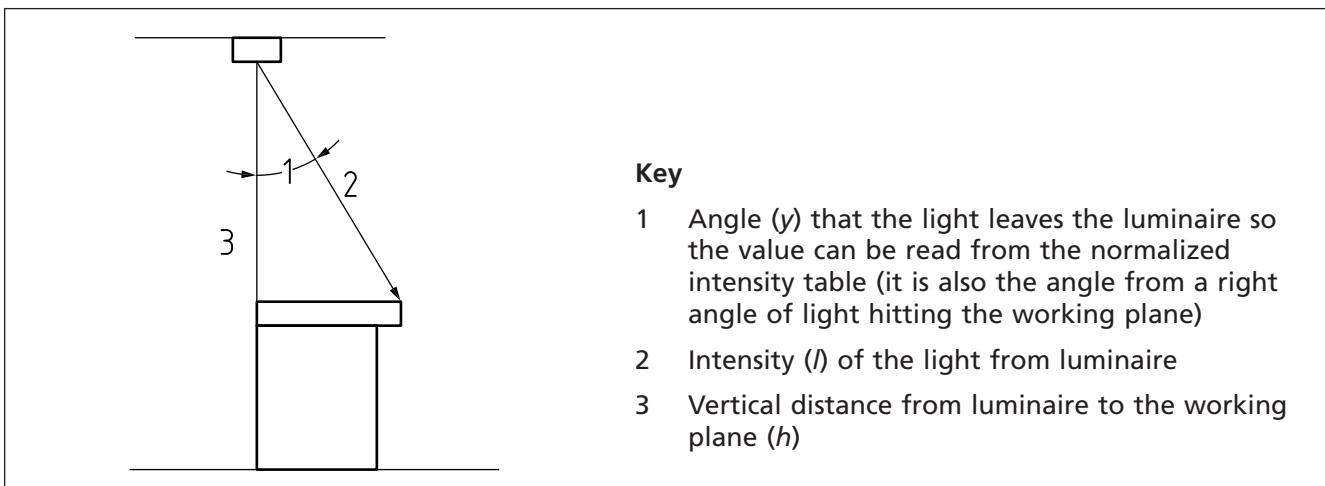 1
2
3
Key
1 Angle (y) that the light leaves the luminaire so
the value can be read from the normalized
intensity table (it is also the angle from a right
angle of light hitting the working plane)
2 Intensity (I) of the light from luminaire
3 Vertical distance from luminaire to the working
plane (h)